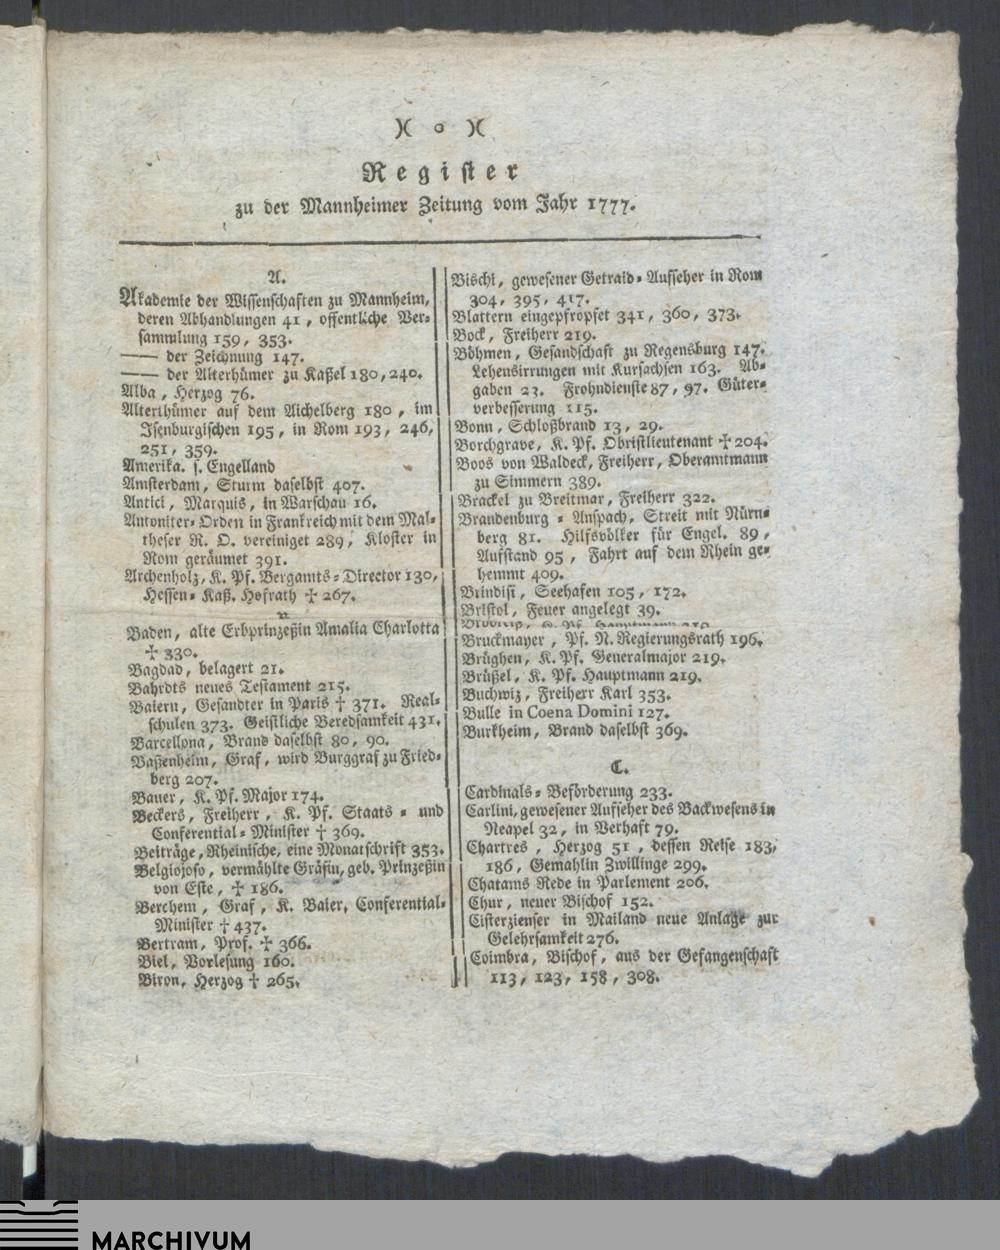 )( o )(
Register
zu der Mannheimer Zeitung vom Jahr 1777.
A.
Akademie der Wissenschaften zu Mannheim,
deren Abhandlungen 41, offentliche Ver-
sammlung 159, 353.
—— der Zeichnung 147.
—— der Alterhümer zu Kaßel 180, 240.
Alba, Herzog 76.
Alterthümer auf dem Aichelberg 180, im
Isenburgischen 195, in Rom 193, 246,
251, 359.
Amerika. s. Engelland
Amsterdam, Sturm daselbst 407.
Antici, Marquis, in Warschau 16.
Antoniter-Orden in Frankreich mit dem Mal-
theser R. O. vereiniget 289, Kloster in
Rom geräumet 391.
Archenholz, K. Pf. Bergamts-Director 130,
Hessen-Kaß. Hofrath ✝ 267.
Baden, alte Erbprinzeßin Amalia Charlotta
✝ 330.
Bagdad, belagert 21.
Bahrdts neues Testament 215.
Baiern, Gesandter in Paris † 371. Real-
schulen 373. Geistliche Beredsamkeit 431.
Barcellona, Brand daselbst 80, 90.
Baßenheim, Graf, wird Burggraf zu Fried-
berg 207.
Bauer, K. Pf. Major 174.
Beckers, Freiherr, K. Pf. Staats- und
Conferential-Minister † 369.
Beiträge, Rheinische, eine Monatschrift 353.
Belgiojoso, vermählte Gräfin, geb. Prinzeßin
von Este, ✝ 186.
Berchem, Graf, K. Baier. Conferential-
Minister † 437.
Bertram, Prof. ✝ 366.
Biel, Vorlesung 160.
Biron, Herzog ✝ 265.
Bischi, gewesener Getraid-Aufseher in Rom
304, 395, 417.
Blattern eingepfropfet 341, 360, 373.
Bock, Freiherr 219.
Böhmen, Gesandschaft zu Regensburg 147.
Lehensirrungen mit Kursachsen 163. Ab-
gaben 23. Frohndienste 87, 97. Güter-
verbesserung 115.
Bonn, Schloßbrand 13, 29.
Borchgrave, K. Pf. Obristlieutenant ✝ 204.
Boos von Waldeck, Freiherr, Oberamtmann
zu Simmern 389.
Brackel zu Breitmar, Freiherr 322.
Brandenburg-Anspach, Streit mit Nürn-
berg 81. Hilfsvölker für Engel. 89,
Aufstand 95, Fahrt auf dem Rhein ge-
hemmt 409.
Brindisi, Seehafen 105, 172.
Bristol, Feuer angelegt 39.
Bruckmayer, Pf. N. Regierungsrath 196.
Brüghen, K. Pf. Generalmajor 219.
Brüßel, K. Pf. Hauptmann 219.
Buchwiz, Freiherr Karl 353.
Bulle in Coena Domini 127.
Burkheim, Brand daselbst 369.
C.
Cardinals-Beförderung 233.
Carlini, gewesener Aufseher des Backwesens in
Neapel 32, in Verhaft 79.
Chartres, Herzog 51, dessen Reise 183,
186, Gemahlin Zwillinge 299.
Chatams Rede in Parlement 206.
Chur, neuer Bischof 152.
Cisterzienser in Mailand neue Anlage zur
Gelehrsamkeit 276.
Coimbra, Bischof, aus der Gefangenschaft
113, 123, 158, 308.
MARCHIVUM